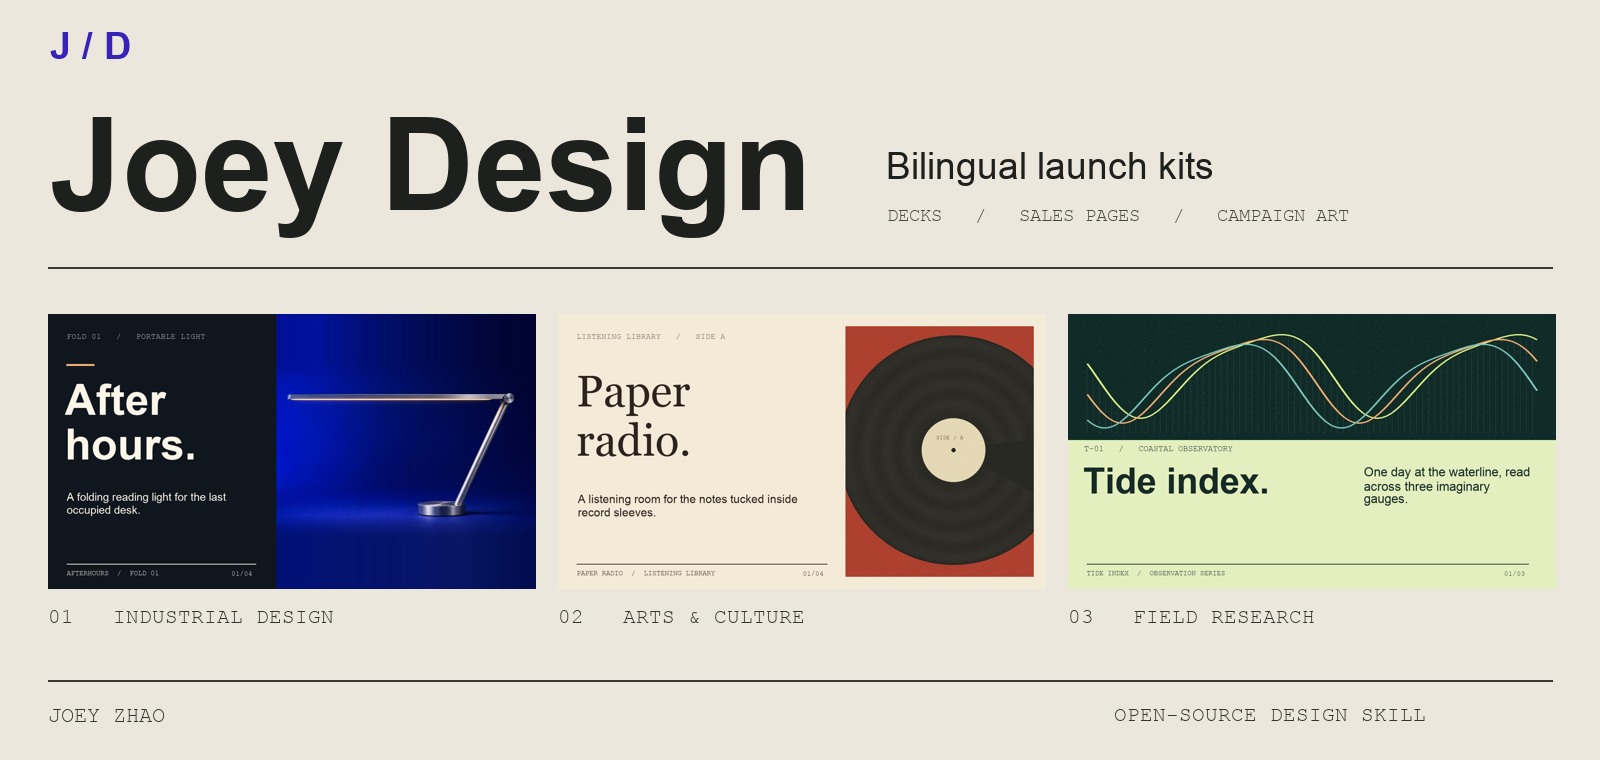 J / D
Joey Design
Bilingual launch kits
DECKS / SALES PAGES / CAMPAIGN ART
FOLD 01 / PORTABLE LIGHT
After
hours.
A folding reading light for the last
occupied desk.
AFTERHOURS / FOLD 01 01/04
LISTENING LIBRARY / SIDE A
Paper
radio.
A listening room for the notes tucked inside
record sleeves.
PAPER RADIO / LISTENING LIBRARY 01/04
SIDE / A
T-01 / COASTAL OBSERVATORY
Tide index.
One day at the waterline, read
across three imaginary
gauges.
TIDE INDEX / OBSERVATION SERIES 01/03
01 INDUSTRIAL DESIGN
02 ARTS & CULTURE
03 FIELD RESEARCH
JOEY ZHAO
OPEN-SOURCE DESIGN SKILL